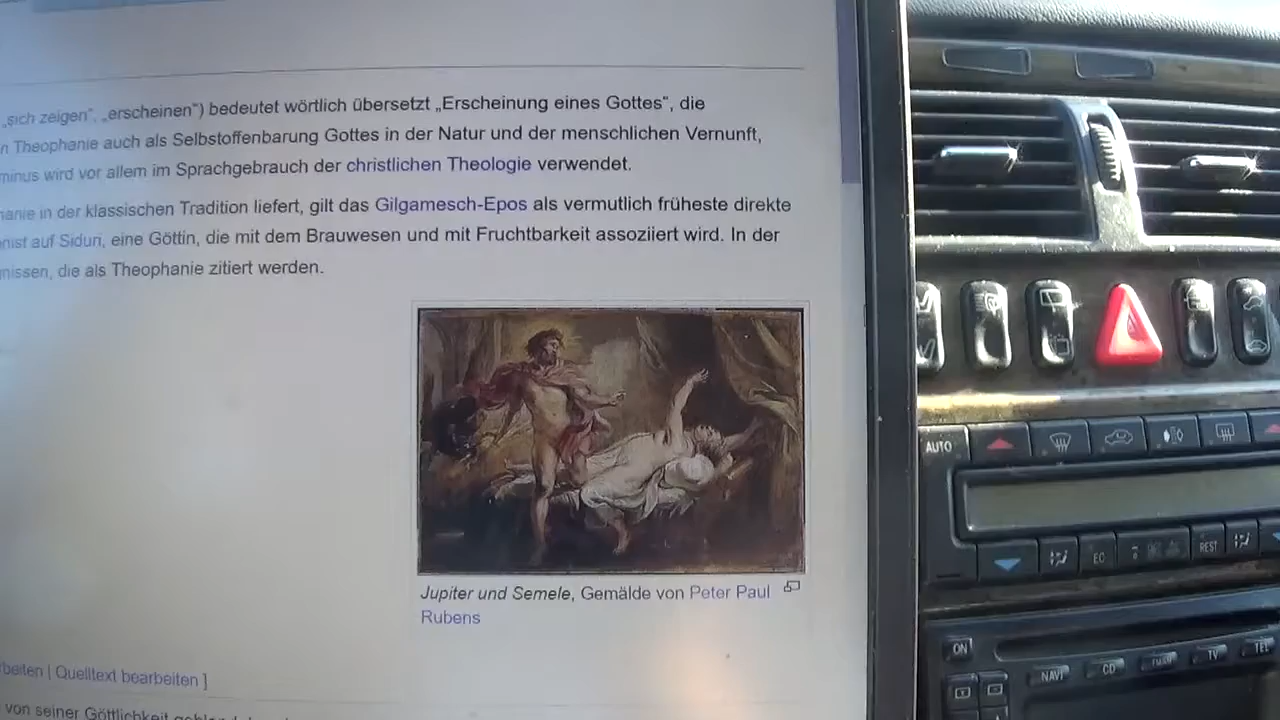 „sich zeigen“, „erscheinen“) bedeutet wörtlich übersetzt „Erscheinung eines Gottes“, die
n Theophanie auch als Selbstoffenbarung Gottes in der Natur und der menschlichen Vernunft,
minus wird vor allem im Sprachgebrauch der christlichen Theologie verwendet.
hanie in der klassischen Tradition liefert, gilt das Gilgamesch-Epos als vermutlich früheste direkte
auf Siduri, eine Göttin, die mit dem Brauwesen und mit Fruchtbarkeit assoziiert wird. In der
gnissen, die als Theophanie zitiert werden.
Jupiter und Semele, Gemälde von Peter Paul
Rubens
beiten | Quelltext bearbeiten ]
von seiner Göttlichkeit
AUTO
EC
REST
ON
NAVI
CD
TV
TEL